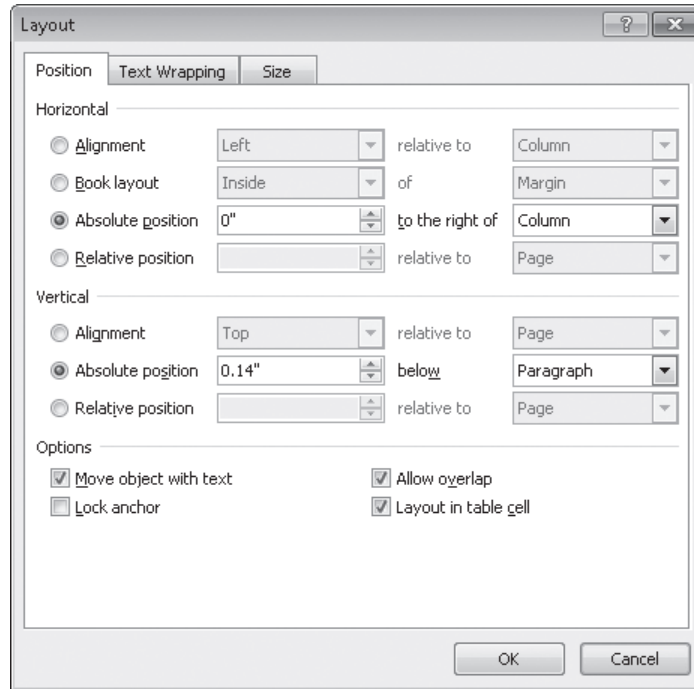 Layout
Position Text Wrapping Size
Horizontal
Alignment Left relative to Column
Book layout Inside of Margin
Absolute position 0" to the right of Column
Relative position relative to Page
Vertical
Alignment Top relative to Page
Absolute position 0.14" below Paragraph
Relative position relative to Page
Options
Move object with text Allow overlap
Lock anchor Layout in table cell
OK Cancel